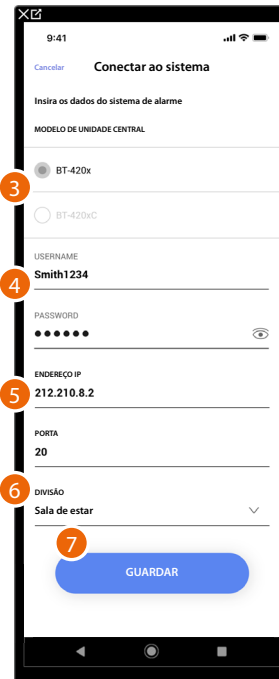 9:41
Cancelar Conectar ao sistema
Insira os dados do sistema de alarme
MODELO DE UNIDADE CENTRAL
BT-420x
3
BT-420xC
USERNAME
4 Smith1234
PASSWORD
●●●●●●
ENDEREÇO IP
5 212.210.8.2
PORTA
20
6 DIVISÃO
Sala de estar
7
GUARDAR